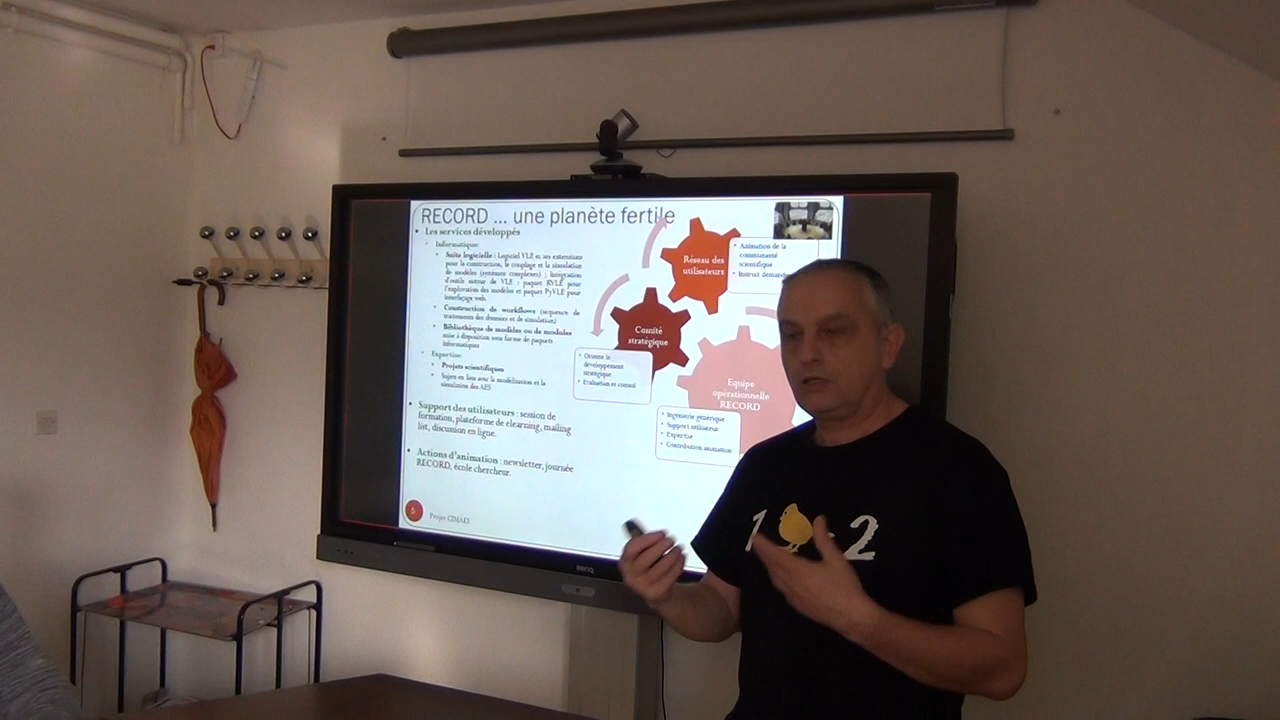 RECORD ... une planète fertile
• Les services développés
Informatique:
• Suite logicielle : Logiciel VLE et ses extensions
pour la construction, le couplage et la simulation
de modèles (systèmes complexes) ; Intégration
d'outils autour de VLE : paquet RVLE pour
l'exploration des modèles et paquet PyVLE pour
interfaçage web.
• Construction de workflows (séquence de
traitements des données et de simulation)
• Bibliothèque de modèles ou de modules
mise à disposition sous forme de paquets
informatiques
Expertise:
• Projets scientifiques
• Sujets en lien avec la modélisation et la
simulation des AES
• Support des utilisateurs : session de
formation, plateforme de elearning, mailing
list, discussion en ligne.
• Actions d'animation : newsletter, journée
RECORD, école chercheur.
5
Projet CIMAES
Réseau des
utilisateurs
• Animation de la
communauté
scientifique
• Instruit
Comité
stratégique
• Oriente le
développement
stratégique
• Evaluation et conseil
Equipe
opérationnelle
RECORD
• Ingénierie générique
• Support utilisateur
• Expertise
• Contribution animation
BenQ
1
2